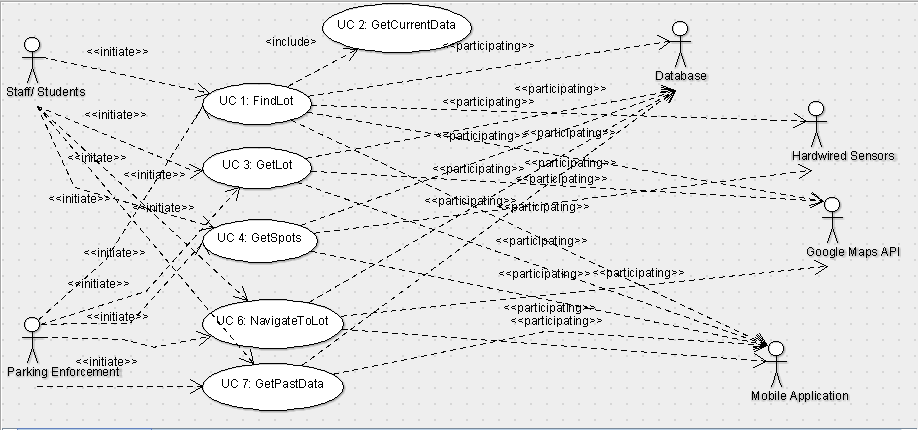 UC 2: GetCurrentData
<include>
<<participating>>
<<initiate>>
Database
Staff/ Students
<<participating>>
UC 1: FindLot
<<participating>>
<<initiate>>
<<participating>>
<<participating>>
Hardwired Sensors
<<initiate>>
UC 3: GetLot
<<participating>>
<<participating>>
<<initiate>>
<<participating>>
<<initiate>>
<<participating>>
<<participating>>
UC 4: GetSpots
<<participating>>
<<initiate>>
Google Maps API
<<participating>>
<<participating>>
<<initiate>>
<<participating>>
<<initiate>>
UC 6: NavigateToLot
<<participating>>
<<initiate>>
Parking Enforcement
UC 7: GetPastData
Mobile Application